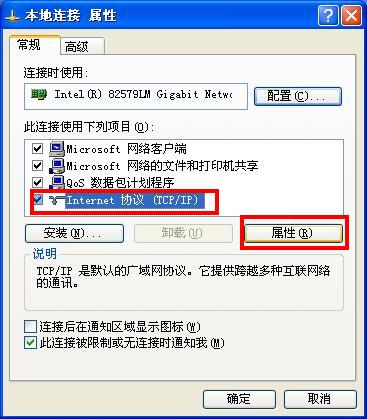 本地连接 属性
常规 高级
连接时使用:
Intel(R) 82579LM Gigabit Netwo 配置(C)...
此连接使用下列项目(O):
Microsoft 网络客户端
Microsoft 网络的文件和打印机共享
QoS 数据包计划程序
Internet 协议 (TCP/IP)
安装(N)... 卸载(U) 属性(R)
说明
TCP/IP 是默认的广域网协议。它提供跨越多种互联网络
的通讯。
连接后在通知区域显示图标(W)
此连接被限制或无连接时通知我(M)
确定 取消